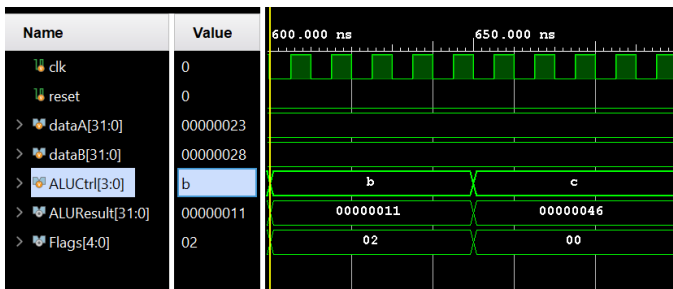 Name Value 600.000 ns 650.000 ns
clk 0
reset 0
dataA[31:0] 00000023
dataB[31:0] 00000028
ALUCtrl[3:0] b b c
ALUResult[31:0] 00000011 00000011 00000046
Flags[4:0] 02 02 00